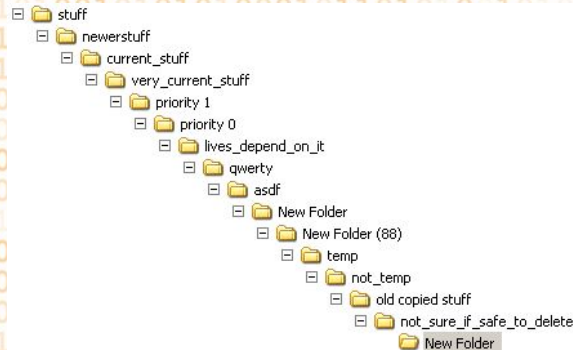 stuff
newerstuff
current_stuff
very_current_stuff
priority 1
priority 0
lives_depend_on_it
qwerty
asdf
New Folder
New Folder (88)
temp
not_temp
old copied stuff
not_sure_if_safe_to_delete
New Folder